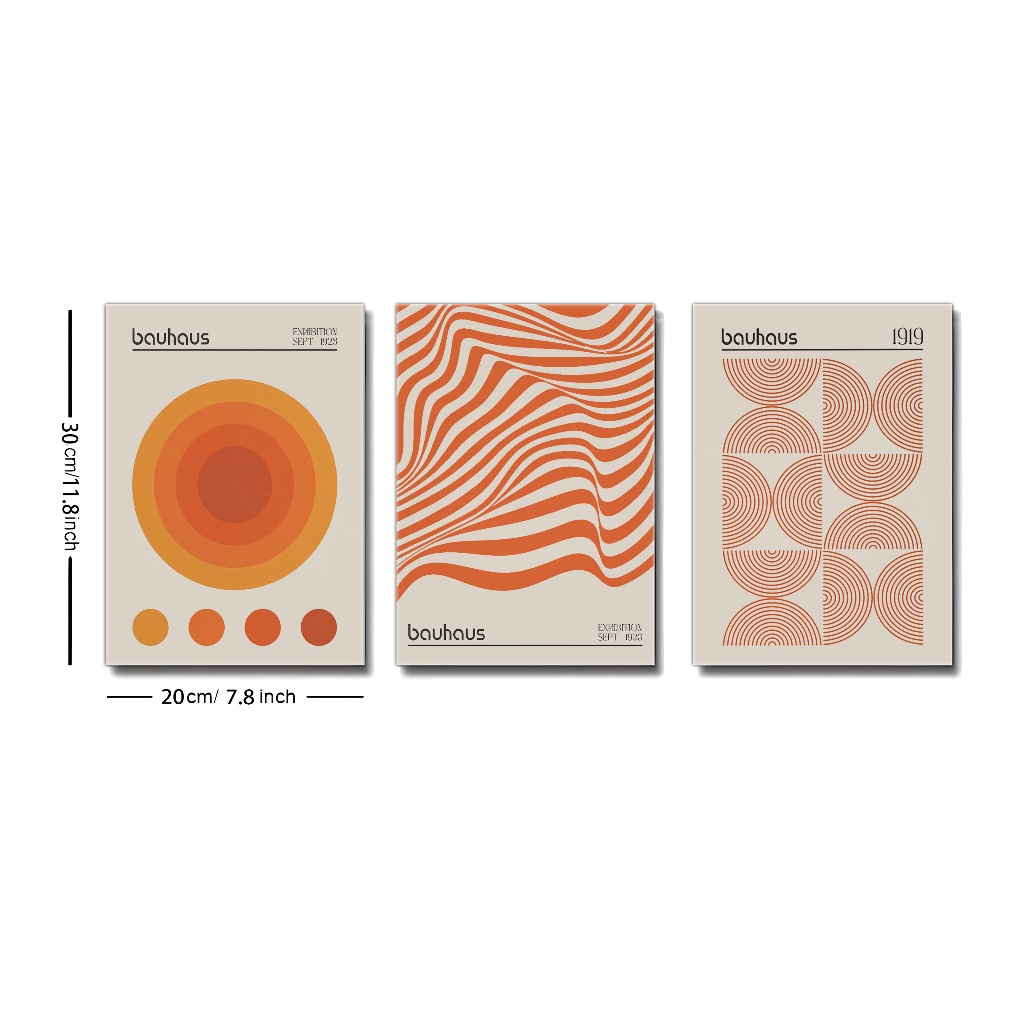 bauhaus
EXHIBITION
SEPT 1923
bauhaus
1919
bauhaus
EXHIBITION
SEPT 1923
30cm/11.8inch
20cm/ 7.8 inch